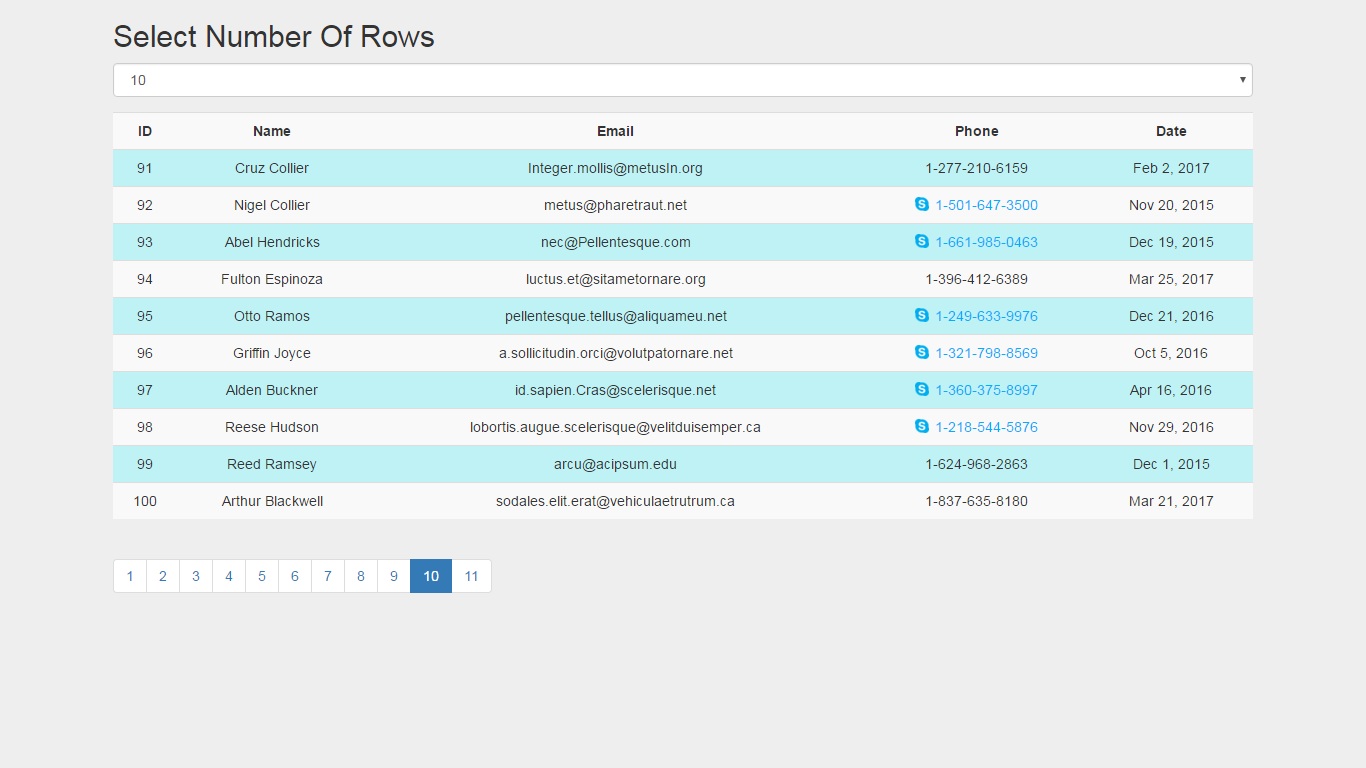 Select Number Of Rows
10
ID Name Email Phone Date
91 Cruz Collier Integer.mollis@metusIn.org 1-277-210-6159 Feb 2, 2017
92 Nigel Collier metus@pharetraut.net 1-501-647-3500 Nov 20, 2015
93 Abel Hendricks nec@Pellentesque.com 1-661-985-0463 Dec 19, 2015
94 Fulton Espinoza luctus.et@sitametornare.org 1-396-412-6389 Mar 25, 2017
95 Otto Ramos pellentesque.tellus@aliquameu.net 1-249-633-9976 Dec 21, 2016
96 Griffin Joyce a.sollicitudin.orci@volutpatornare.net 1-321-798-8569 Oct 5, 2016
97 Alden Buckner id.sapien.Cras@scelerisque.net 1-360-375-8997 Apr 16, 2016
98 Reese Hudson lobortis.augue.scelerisque@velitduisemper.ca 1-218-544-5876 Nov 29, 2016
99 Reed Ramsey arcu@acipsum.edu 1-624-968-2863 Dec 1, 2015
100 Arthur Blackwell sodales.elit.erat@vehiculaetrutrum.ca 1-837-635-8180 Mar 21, 2017
1 2 3 4 5 6 7 8 9 10 11